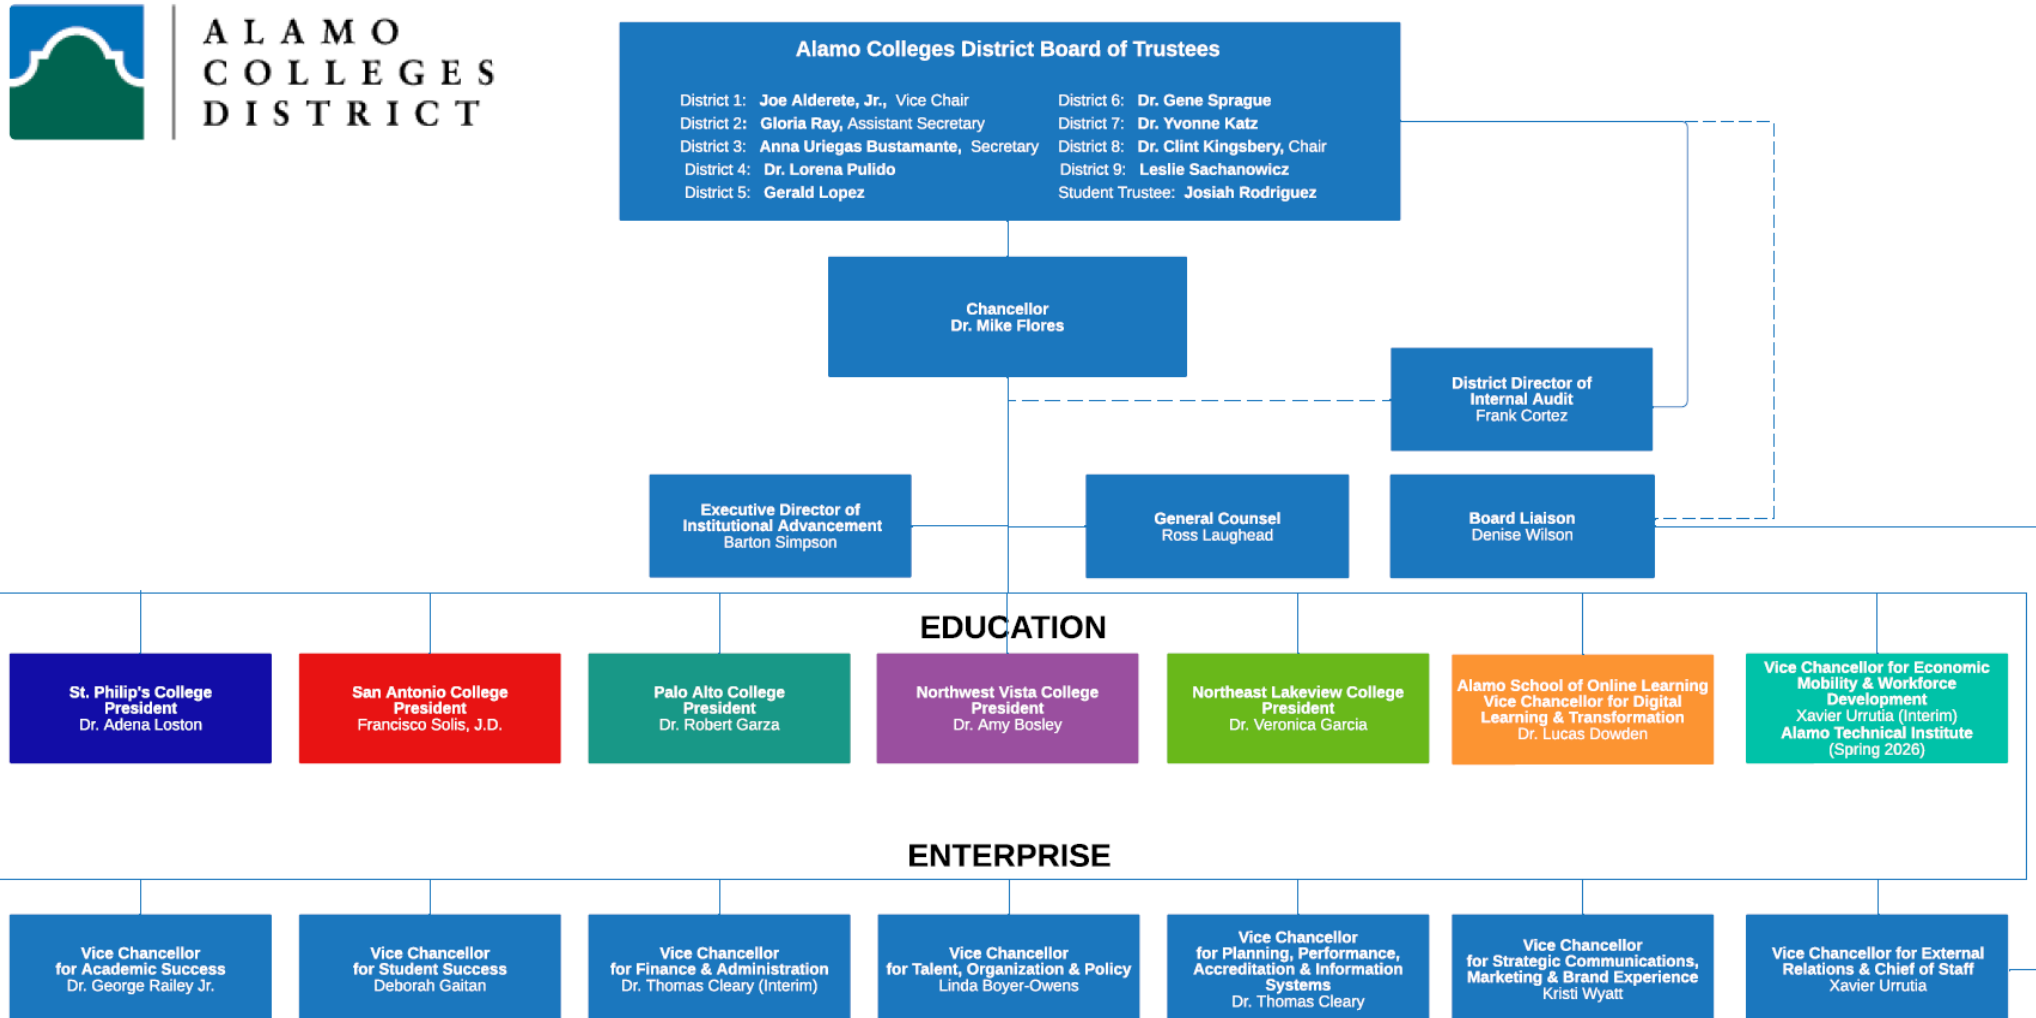 ALAMO
COLLEGES
DISTRICT
Alamo Colleges District Board of Trustees
District 1: Joe Alderete, Jr., Vice Chair
District 2: Gloria Ray, Assistant Secretary
District 3: Anna Uriegas Bustamante, Secretary
District 4: Dr. Lorena Pulido
District 5: Gerald Lopez
District 6: Dr. Gene Sprague
District 7: Dr. Yvonne Katz
District 8: Dr. Clint Kingsbery, Chair
District 9: Leslie Sachanowicz
Student Trustee: Josiah Rodriguez
Chancellor
Dr. Mike Flores
District Director of
Internal Audit
Frank Cortez
Executive Director of
Institutional Advancement
Barton Simpson
General Counsel
Ross Laughead
Board Liaison
Denise Wilson
EDUCATION
St. Philip's College
President
Dr. Adena Loston
San Antonio College
President
Francisco Solis, J.D.
Palo Alto College
President
Dr. Robert Garza
Northwest Vista College
President
Dr. Amy Bosley
Northeast Lakeview College
President
Dr. Veronica Garcia
Alamo School of Online Learning
Vice Chancellor for Digital
Learning & Transformation
Dr. Lucas Dowden
Vice Chancellor for Economic
Mobility & Workforce
Development
Xavier Urrutia (Interim)
Alamo Technical Institute
(Spring 2026)
ENTERPRISE
Vice Chancellor
for Academic Success
Dr. George Railey Jr.
Vice Chancellor
for Student Success
Deborah Gaitan
Vice Chancellor
for Finance & Administration
Dr. Thomas Cleary (Interim)
Vice Chancellor
for Talent, Organization & Policy
Linda Boyer-Owens
Vice Chancellor
for Planning, Performance,
Accreditation & Information
Systems
Dr. Thomas Cleary
Vice Chancellor
for Strategic Communications,
Marketing & Brand Experience
Kristi Wyatt
Vice Chancellor for External
Relations & Chief of Staff
Xavier Urrutia